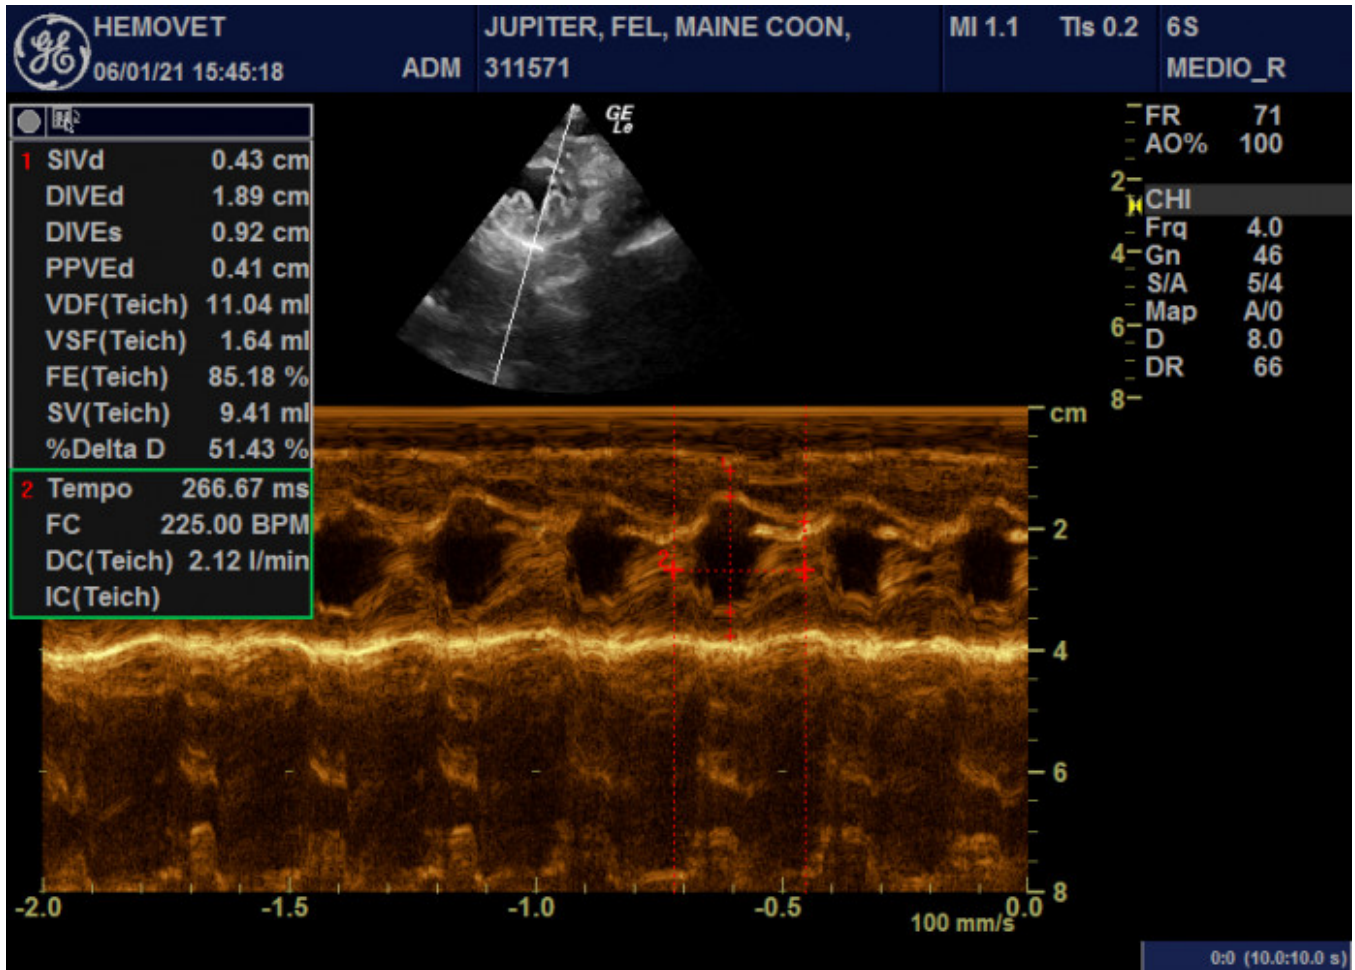 HEMOVET
06/01/21 15:45:18
ADM
JUPITER, FEL, MAINE COON,
311571
MI 1.1
TIs 0.2
6S
MEDIO_R
1 SIVd 0.43 cm
DIVEd 1.89 cm
DIVEs 0.92 cm
PPVEd 0.41 cm
VDF(Teich) 11.04 ml
VSF(Teich) 1.64 ml
FE(Teich) 85.18 %
SV(Teich) 9.41 ml
%Delta D 51.43 %
2 Tempo 266.67 ms
FC 225.00 BPM
DC(Teich) 2.12 l/min
IC(Teich)
GE
Le
2
4
6
8
FR 71
AO% 100
CHI
Frq 4.0
Gn 46
S/A 5/4
Map A/0
D 8.0
DR 66
cm
1
2
2
4
6
8
-2.0 -1.5 -1.0 -0.5 0.0
100 mm/s
0:0 (10.0:10.0 s)